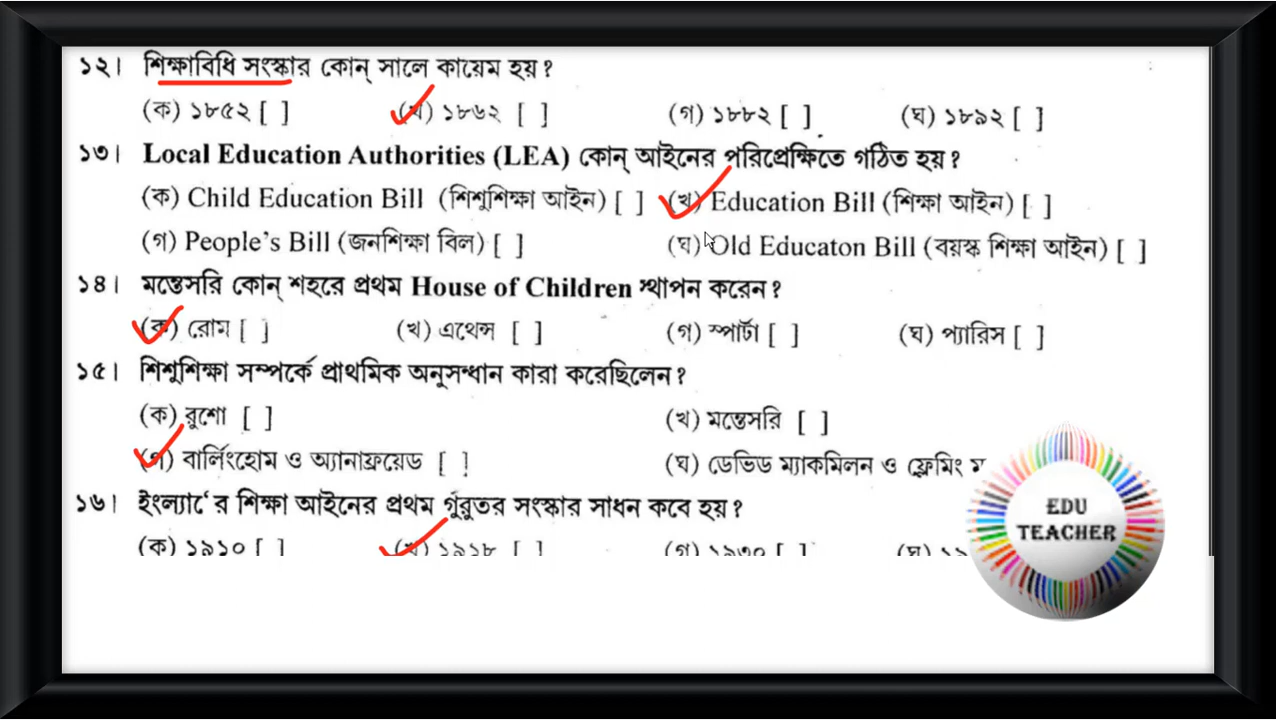 ১২। শিক্ষাবিধি সংস্কার কোন্ সালে কায়েম হয়?
(ক) ১৮৫২ [ ] (খ) ১৮৬২ [ ] (গ) ১৮৮২ [ ] (ঘ) ১৮৯২ [ ]
১৩। Local Education Authorities (LEA) কোন্ আইনের পরিপ্রেক্ষিতে গঠিত হয়?
(ক) Child Education Bill (শিশুশিক্ষা আইন) [ ] (খ) Education Bill (শিক্ষা আইন) [ ]
(গ) People's Bill (জনশিক্ষা বিল) [ ] (ঘ) Old Educaton Bill (বয়স্ক শিক্ষা আইন) [ ]
১৪। মন্তেসরি কোন্ শহরে প্রথম House of Children স্থাপন করেন?
(ক) রোম [ ] (খ) এথেন্স [ ] (গ) স্পার্টা [ ] (ঘ) প্যারিস [ ]
১৫। শিশুশিক্ষা সম্পর্কে প্রাথমিক অনুসন্ধান কারা করেছিলেন?
(ক) রুশো [ ] (খ) মন্তেসরি [ ]
(গ) বার্লিংহোম ও অ্যানাফ্রয়েড [ ] (ঘ) ডেভিড ম্যাকমিলন ও ফ্লেমিং
১৬। ইংল্যাণ্ড'র শিক্ষা আইনের প্রথম গুরুতর সংস্কার সাধন কবে হয়?
(ক) ১৯১০ [ ] (খ) ১৯১৮ [ ] (গ) ১৯৩০ [ ] (ঘ)
EDU
TEACHER